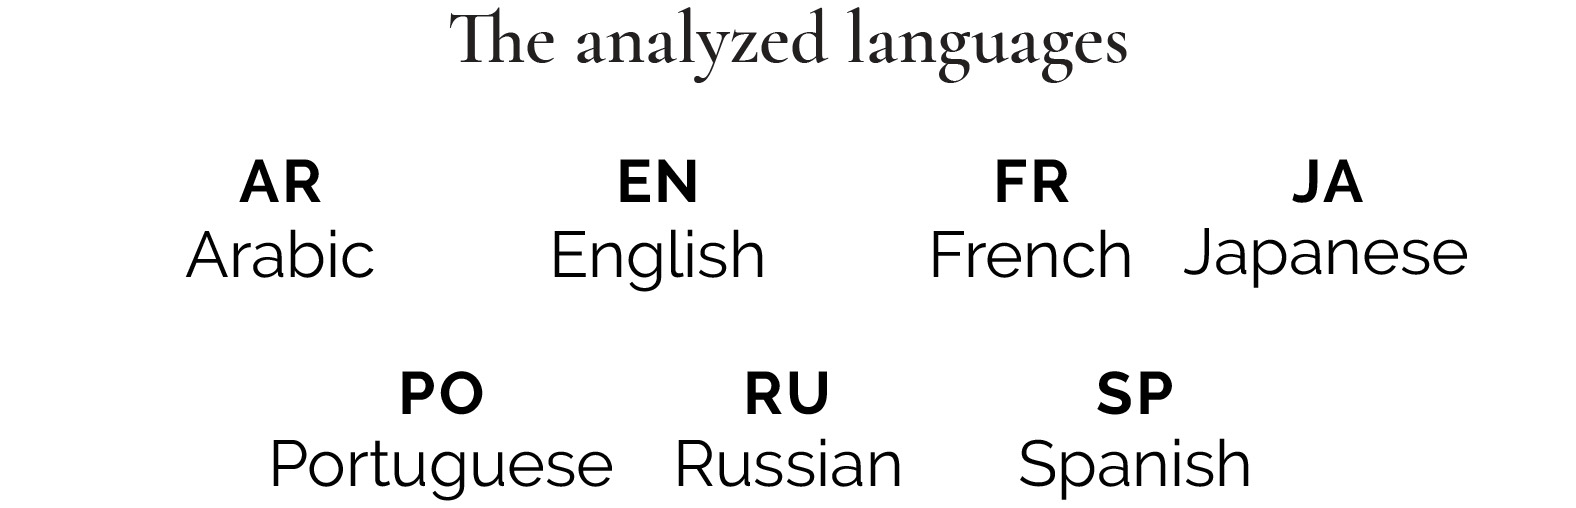 The analyzed languages
AR EN FR JA
Arabic English French Japanese
PO RU SP
Portuguese Russian Spanish